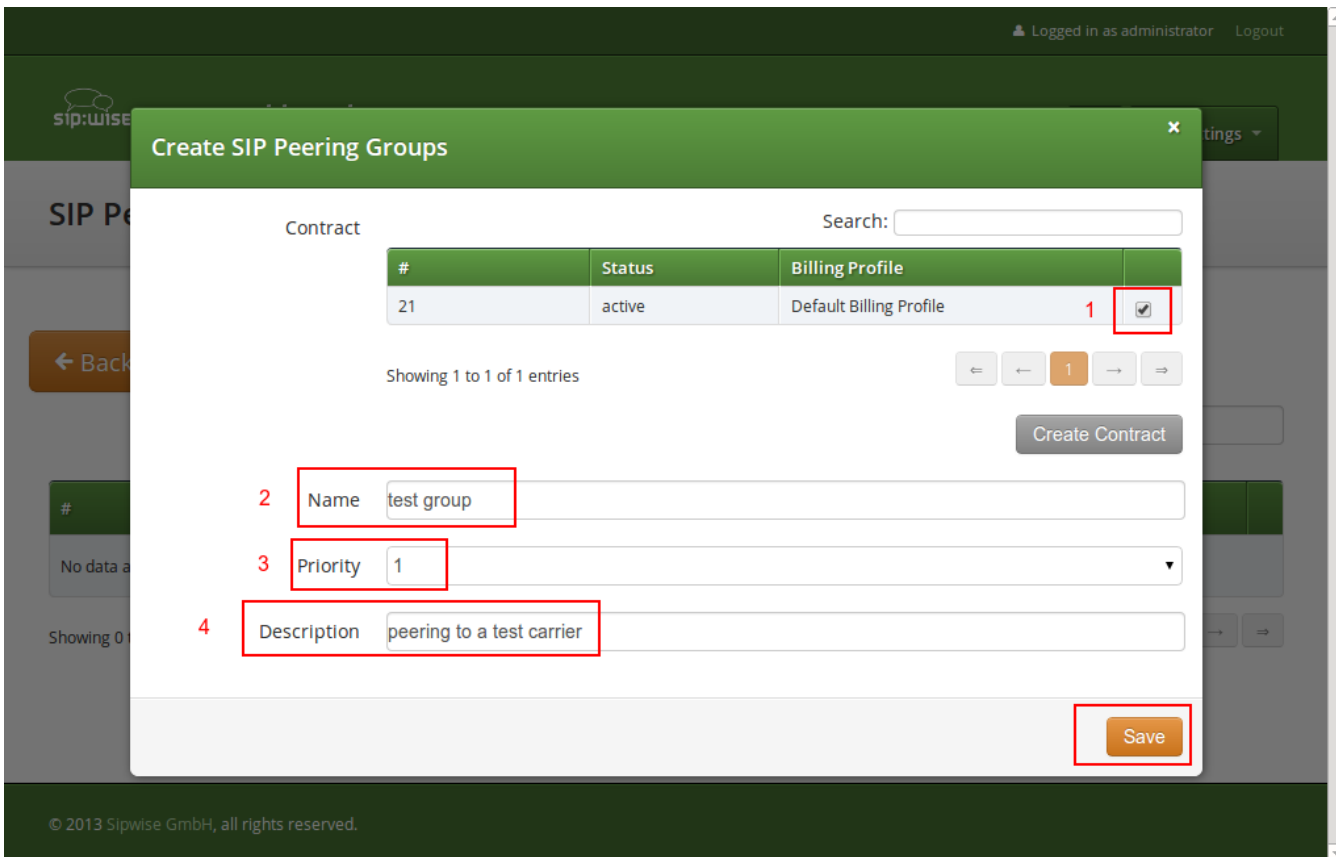 Logged in as administrator Logout
sip:wise
tings
Create SIP Peering Groups
×
SIP Pe
Contract
Search:
# Status Billing Profile
21 active Default Billing Profile 1
← Back
Showing 1 to 1 of 1 entries
⇐ ← 1 → ⇒
Create Contract
2 Name test group
#
3 Priority 1
No data a
4 Description peering to a test carrier
Showing 0 t
→ ⇒
Save
© 2013 Sipwise GmbH, all rights reserved.